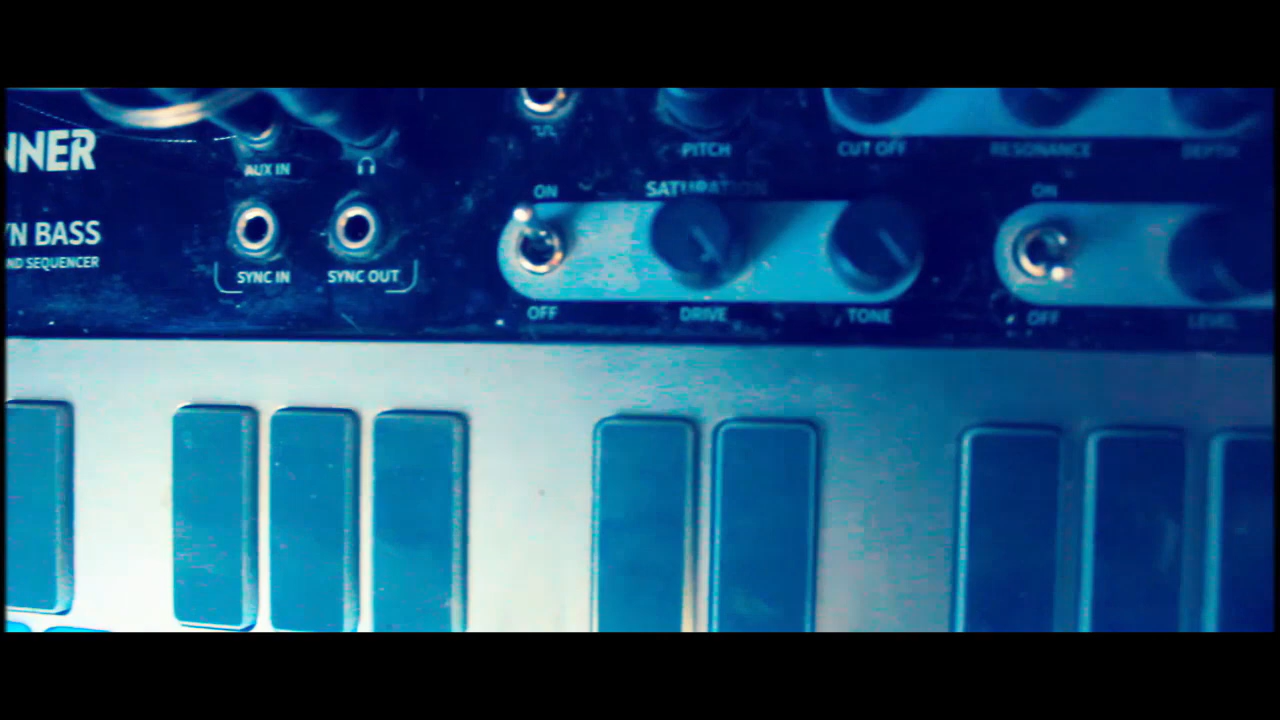 NNER
AUX IN
PITCH
CUT OFF
RESONANCE
DEPTH
ON
SATURATION
ON
N BASS
ND SEQUENCER
SYNC IN
SYNC OUT
OFF
DRIVE
TONE
OFF
LEVEL